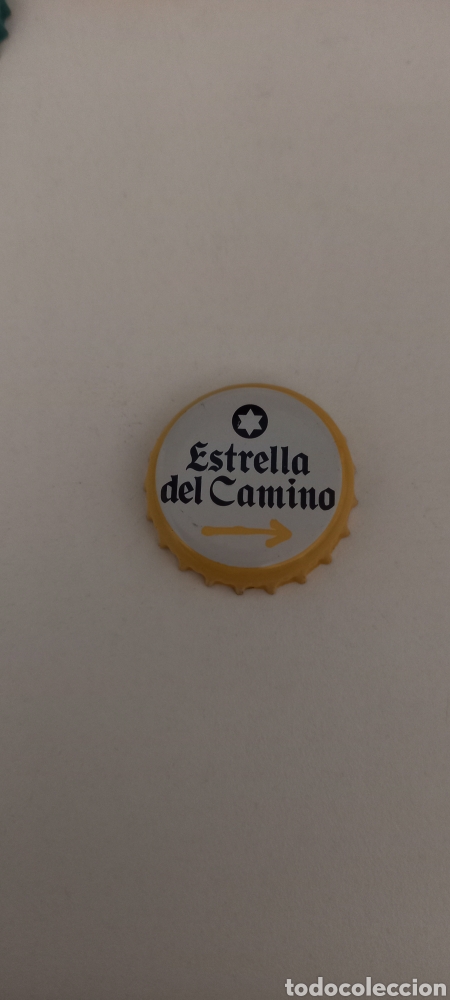 Estrella
del Camino
todocoleccion